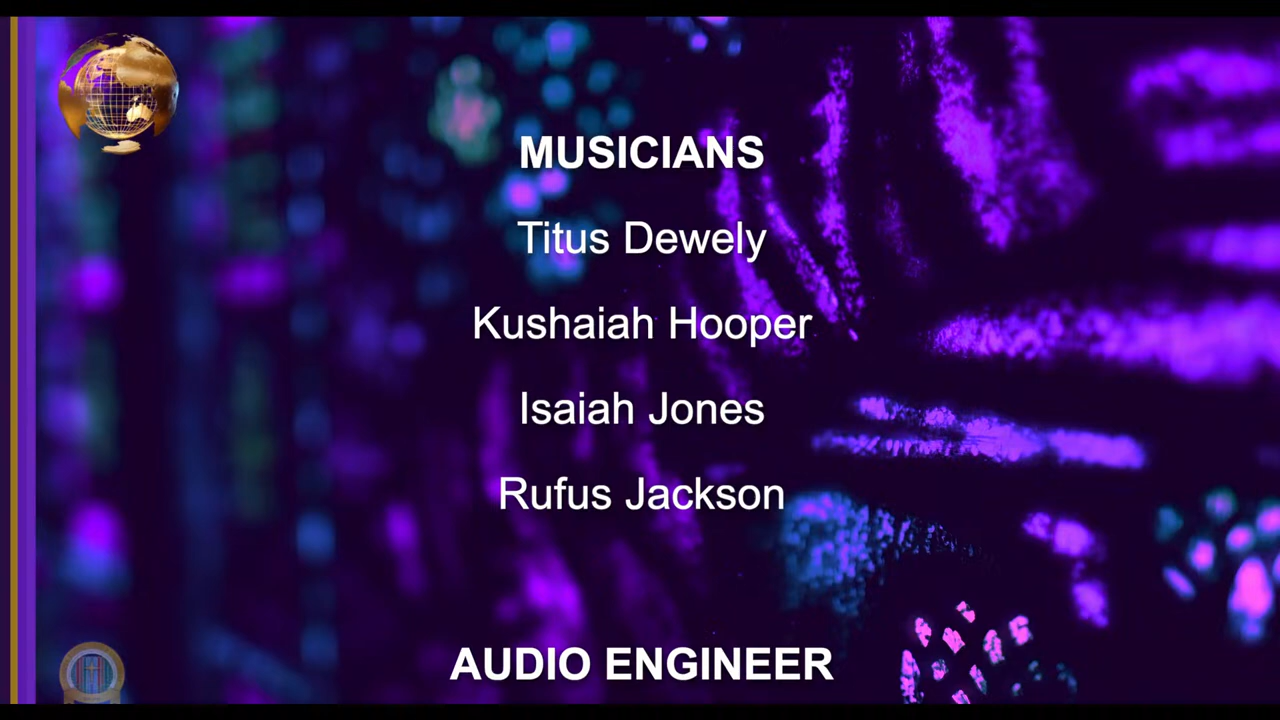 MUSICIANS
Titus Dewely
Kushaiah Hooper
Isaiah Jones
Rufus Jackson
AUDIO ENGINEER